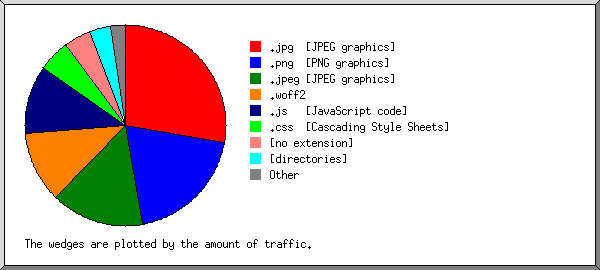 .jpg  [JPEG graphics]
.png  [PNG graphics]
.jpeg [JPEG graphics]
.woff2
.js   [JavaScript code]
.css  [Cascading Style Sheets]
[no extension]
[directories]
Other
The wedges are plotted by the amount of traffic.